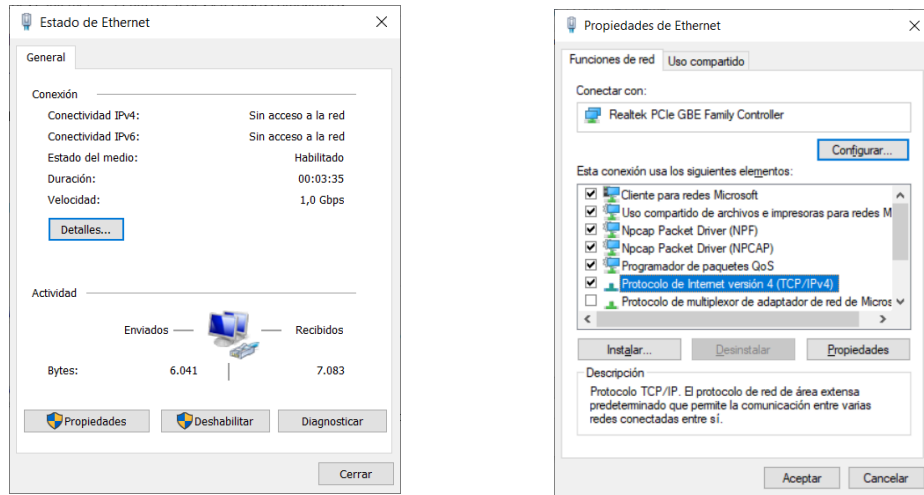 Estado de Ethernet
General
Conexión
Conectividad IPv4: Sin acceso a la red
Conectividad IPv6: Sin acceso a la red
Estado del medio: Habilitado
Duración: 00:03:35
Velocidad: 1,0 Gbps
Detalles...
Actividad
Enviados — Recibidos
Bytes: 6.041 7.083
Propiedades Deshabilitar Diagnosticar
Cerrar
Propiedades de Ethernet
Funciones de red Uso compartido
Conectar con:
Realtek PCIe GBE Family Controller
Configurar...
Esta conexión usa los siguientes elementos:
Cliente para redes Microsoft
Uso compartido de archivos e impresoras para redes M
Npcap Packet Driver (NPF)
Npcap Packet Driver (NPCAP)
Programador de paquetes QoS
Protocolo de Internet versión 4 (TCP/IPv4)
Protocolo de multiplexor de adaptador de red de Micros
Instalar... Desinstalar Propiedades
Descripción
Protocolo TCP/IP. El protocolo de red de área extensa
predeterminado que permite la comunicación entre varias
redes conectadas entre sí.
Aceptar Cancelar